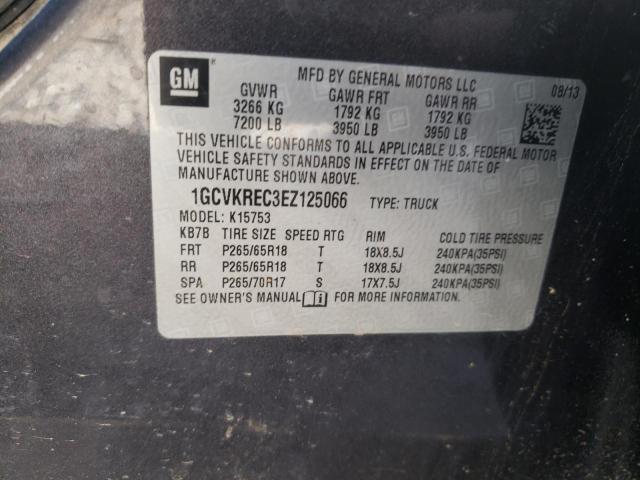 GM
MFD BY GENERAL MOTORS LLC
08/13
GVWR GAWR FRT GAWR RR
3266 KG 1792 KG 1792 KG
7200 LB 3950 LB 3950 LB
THIS VEHICLE CONFORMS TO ALL APPLICABLE U.S. FEDERAL MOTOR
VEHICLE SAFETY STANDARDS IN EFFECT ON THE DATE OF
MANUFACTURE SHOWN ABOVE.
1GCVKREC3EZ125066 TYPE: TRUCK
MODEL: K15753
KB7B TIRE SIZE SPEED RTG RIM
FRT P265/65R18 T 18X8.5J 240KPA(35PSI)
RR P265/65R18 T 18X8.5J 240KPA(35PSI)
SPA P265/70R17 S 17X7.5J 240KPA(35PSI)
SEE OWNER'S MANUAL FOR MORE INFORMATION.